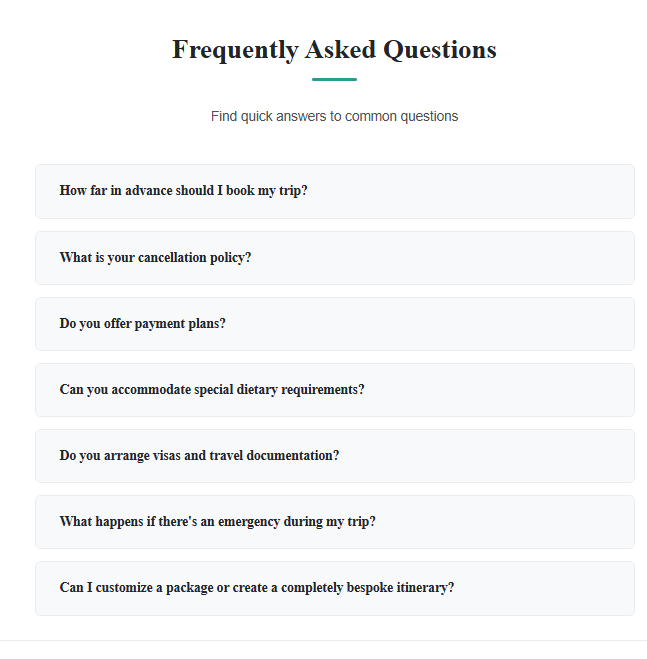 Frequently Asked Questions
Find quick answers to common questions
How far in advance should I book my trip?
What is your cancellation policy?
Do you offer payment plans?
Can you accommodate special dietary requirements?
Do you arrange visas and travel documentation?
What happens if there's an emergency during my trip?
Can I customize a package or create a completely bespoke itinerary?